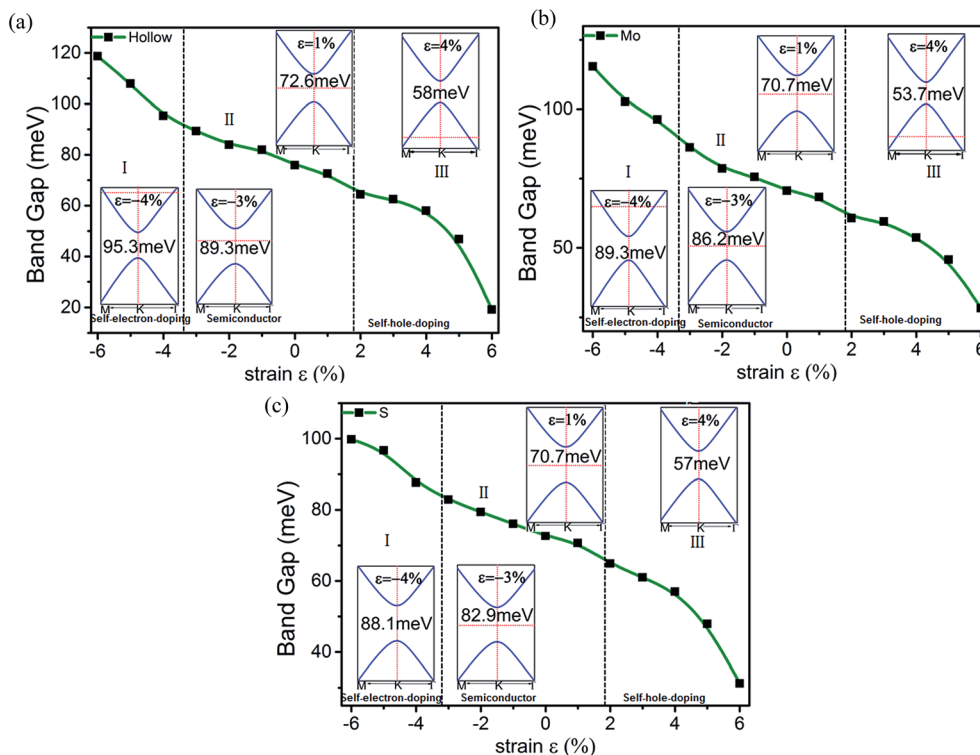 (a)
Hollow
Band Gap (meV)
120
100
80
60
40
20
ε=1%
72.6meV
M K Γ
ε=4%
58meV
M K Γ
I
II
III
ε=−4%
95.3meV
M K Γ
ε=−3%
89.3meV
M K Γ
Self-electron-doping
Semiconductor
Self-hole-doping
-6 -4 -2 0 2 4 6
strain ε (%)
(b)
Mo
Band Gap (meV)
100
50
ε=1%
70.7meV
M K Γ
ε=4%
53.7meV
M K Γ
I
II
III
ε=−4%
89.3meV
M K Γ
ε=−3%
86.2meV
M K Γ
Self-electron-doping
Semiconductor
Self-hole-doping
-6 -4 -2 0 2 4 6
strain ε (%)
(c)
S
Band Gap (meV)
100
80
60
40
ε=1%
70.7meV
M K Γ
ε=4%
57meV
M K Γ
I
II
III
ε=−4%
88.1meV
M K Γ
ε=−3%
82.9meV
M K Γ
Self-electron-doping
Semiconductor
Self-hole-doping
-6 -4 -2 0 2 4 6
strain ε (%)